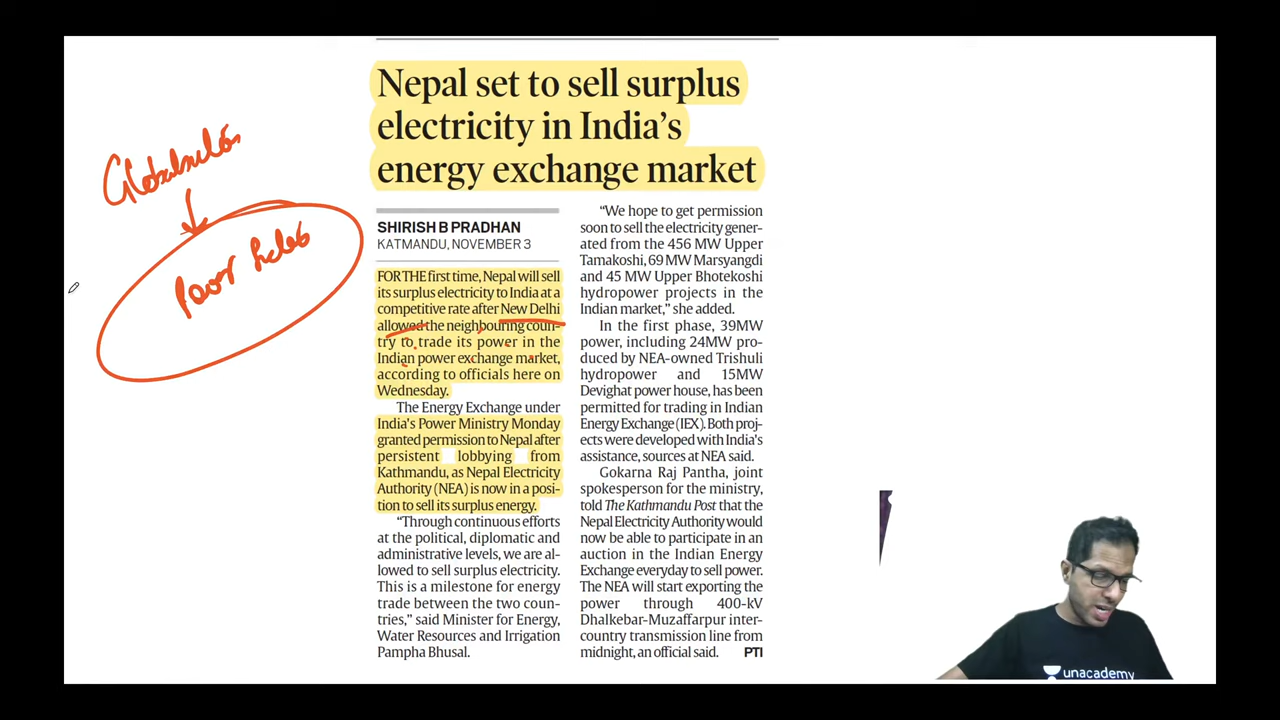 Nepal set to sell surplus
electricity in India's
energy exchange market
SHIRISH B PRADHAN
KATMANDU, NOVEMBER 3
FOR THE first time, Nepal will sell
its surplus electricity to India at a
competitive rate after New Delhi
allowed the neighbouring coun-
try to trade its power in the
Indian power exchange market,
according to officials here on
Wednesday.
The Energy Exchange under
India's Power Ministry Monday
granted permission to Nepal after
persistent lobbying from
Kathmandu, as Nepal Electricity
Authority (NEA) is now in a posi-
tion to sell its surplus energy.
"Through continuous efforts
at the political, diplomatic and
administrative levels, we are al-
lowed to sell surplus electricity.
This is a milestone for energy
trade between the two coun-
tries," said Minister for Energy,
Water Resources and Irrigation
Pampha Bhusal.
"We hope to get permission
soon to sell the electricity gener-
ated from the 456 MW Upper
Tamakoshi, 69 MW Marsyangdi
and 45 MW Upper Bhotekoshi
hydropower projects in the
Indian market," she added.
In the first phase, 39MW
power, including 24MW pro-
duced by NEA-owned Trishuli
hydropower and 15MW
Devighat power house, has been
permitted for trading in Indian
Energy Exchange (IEX). Both proj-
ects were developed with India's
assistance, sources at NEA said.
Gokarna Raj Pantha, joint
spokesperson for the ministry,
told The Kathmandu Post that the
Nepal Electricity Authority would
now be able to participate in an
auction in the Indian Energy
Exchange everyday to sell power.
The NEA will start exporting the
power through 400-kV
Dhalkebar-Muzaffarpur inter-
country transmission line from
midnight, an official said. PTI
unacademy